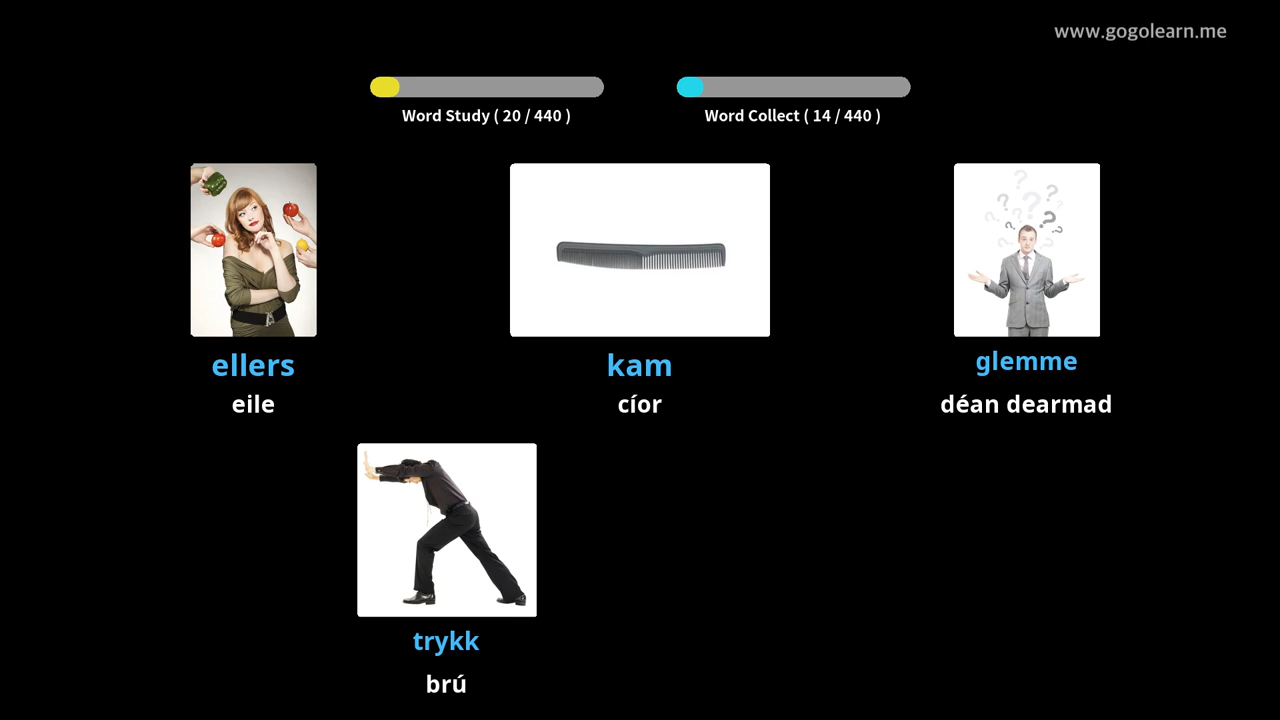 www.gogolearn.me
Word Study ( 20 / 440 )
Word Collect ( 14 / 440 )
ellers
eile
kam
cíor
glemme
déan dearmad
trykk
brú